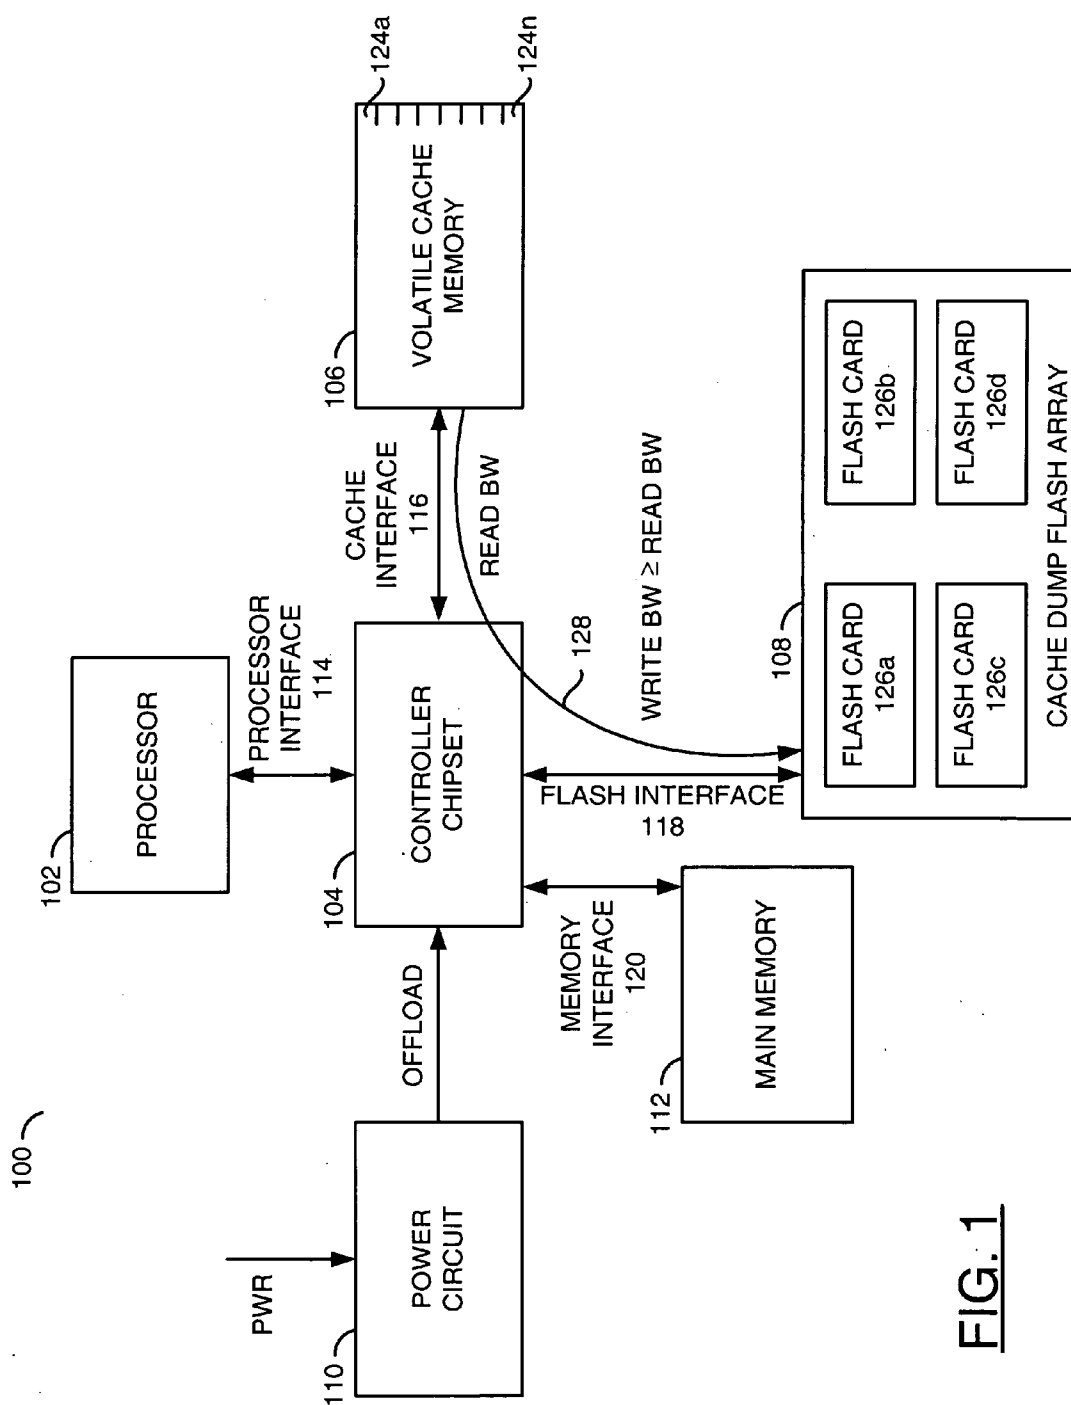 100
PWR
110
POWER
CIRCUIT
OFFLOAD
102
PROCESSOR
PROCESSOR
INTERFACE
114
104
CONTROLLER
CHIPSET
CACHE
INTERFACE
116
106
VOLATILE CACHE
MEMORY
124a
124n
READ BW
128
WRITE BW ≥ READ BW
MEMORY
INTERFACE
120
FLASH INTERFACE
118
112
MAIN MEMORY
108
FLASH CARD
126a
FLASH CARD
126b
FLASH CARD
126c
FLASH CARD
126d
CACHE DUMP FLASH ARRAY
FIG. 1